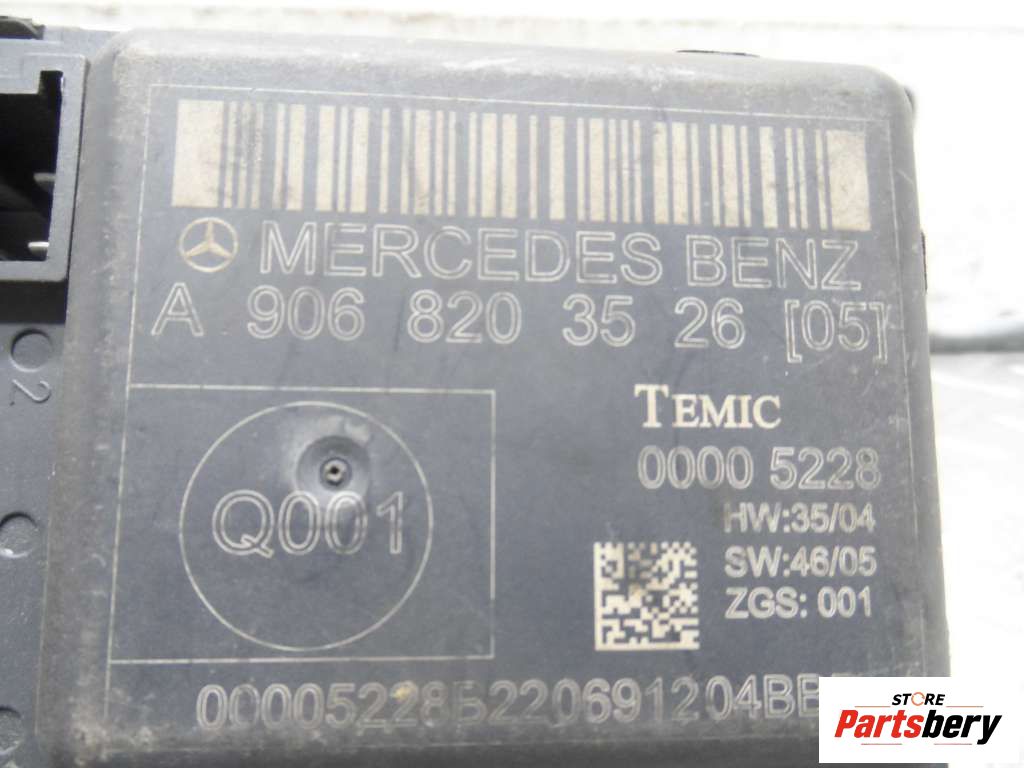 MERCEDES BENZ
A 906 820 35 26 [05]
TEMIC
0000 5228
HW:35/04
SW:46/05
ZGS: 001
Q001
2
STORE
Partsbery